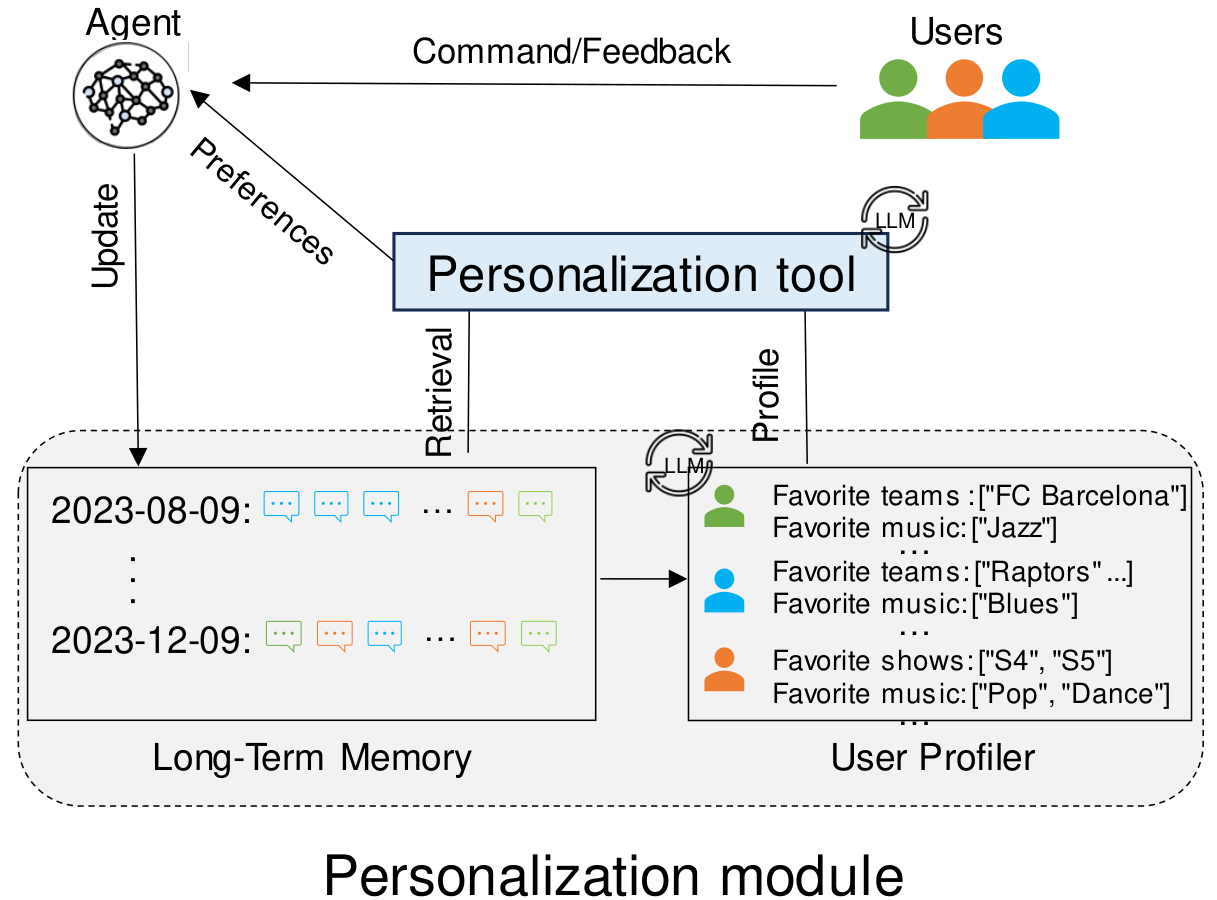 Agent
Users
Command/Feedback
Preferences
Update
LLM
Personalization tool
Retrieval
Profile
LLM
2023-08-09:
...
Favorite teams :["FC Barcelona"]
Favorite music:["Jazz"]
...
Favorite teams:["Raptors" ...]
Favorite music:["Blues"]
...
2023-12-09:
...
Favorite shows:["S4", "S5"]
Favorite music:["Pop", "Dance"]
...
Long-Term Memory
User Profiler
Personalization module